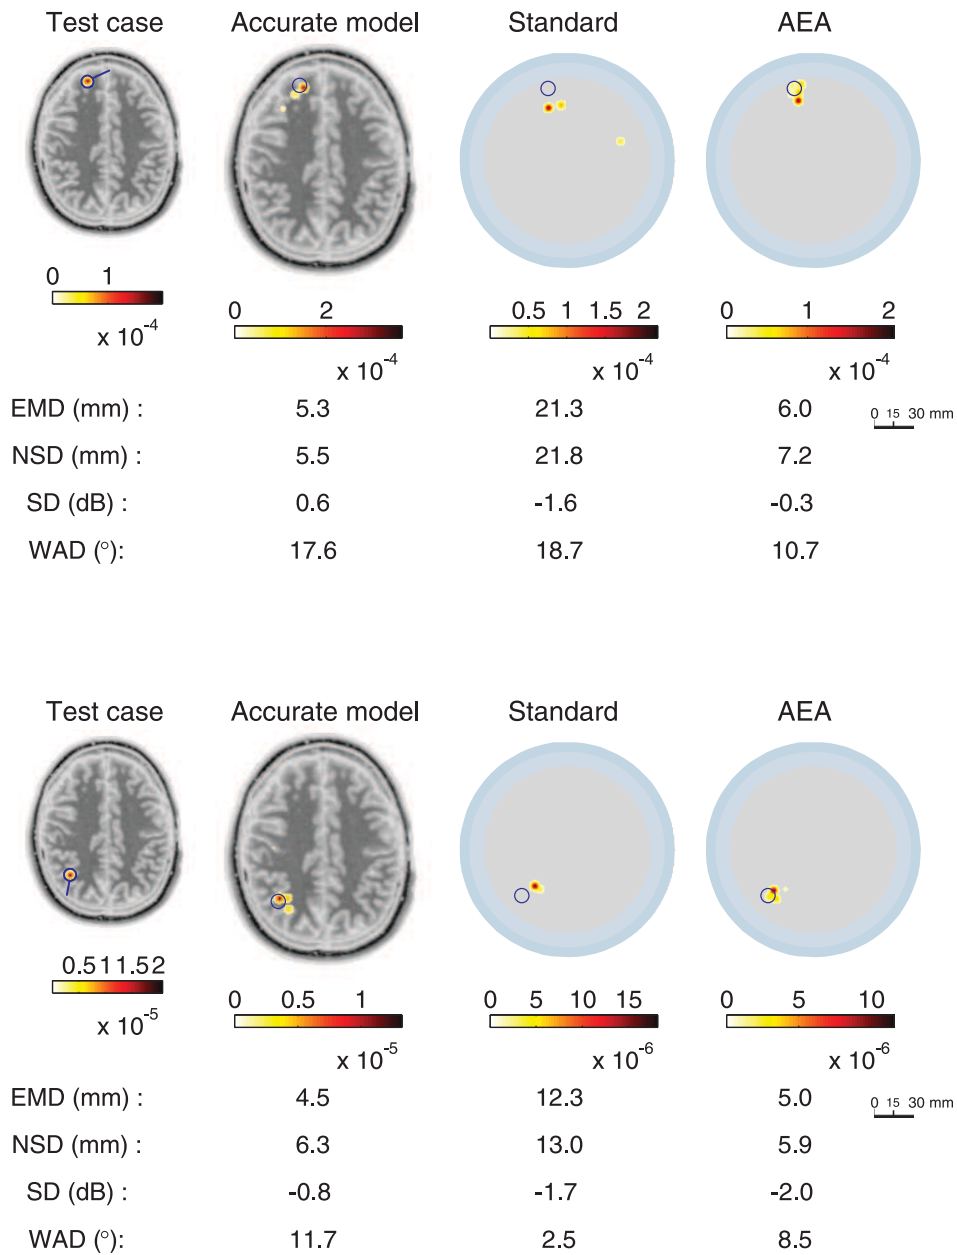 Test case Accurate model Standard AEA
0 1
x 10-4
0 2
x 10-4
0.5 1 1.5 2
x 10-4
0 1 2
x 10-4
EMD (mm) : 5.3 21.3 6.0
0 15 30 mm
NSD (mm) : 5.5 21.8 7.2
SD (dB) : 0.6 -1.6 -0.3
WAD (°): 17.6 18.7 10.7
Test case Accurate model Standard AEA
0.5 1 1.5 2
x 10-5
0 0.5 1
x 10-5
0 5 10 15
x 10-6
0 5 10
x 10-6
EMD (mm) : 4.5 12.3 5.0
0 15 30 mm
NSD (mm) : 6.3 13.0 5.9
SD (dB) : -0.8 -1.7 -2.0
WAD (°): 11.7 2.5 8.5